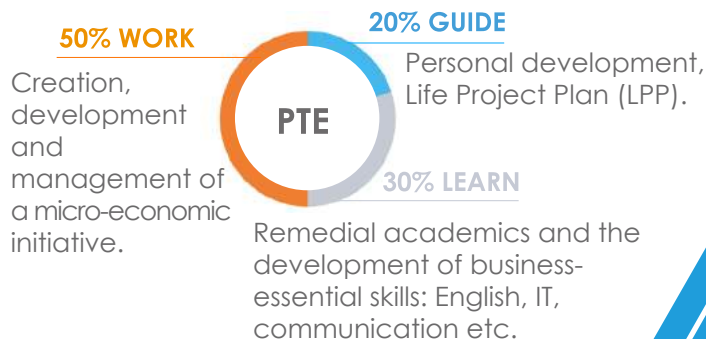 50% WORK
Creation,
development
and
management of
a micro-economic
initiative.
PTE
20% GUIDE
Personal development,
Life Project Plan (LPP).
30% LEARN
Remedial academics and the
development of business-
essential skills: English, IT,
communication etc.